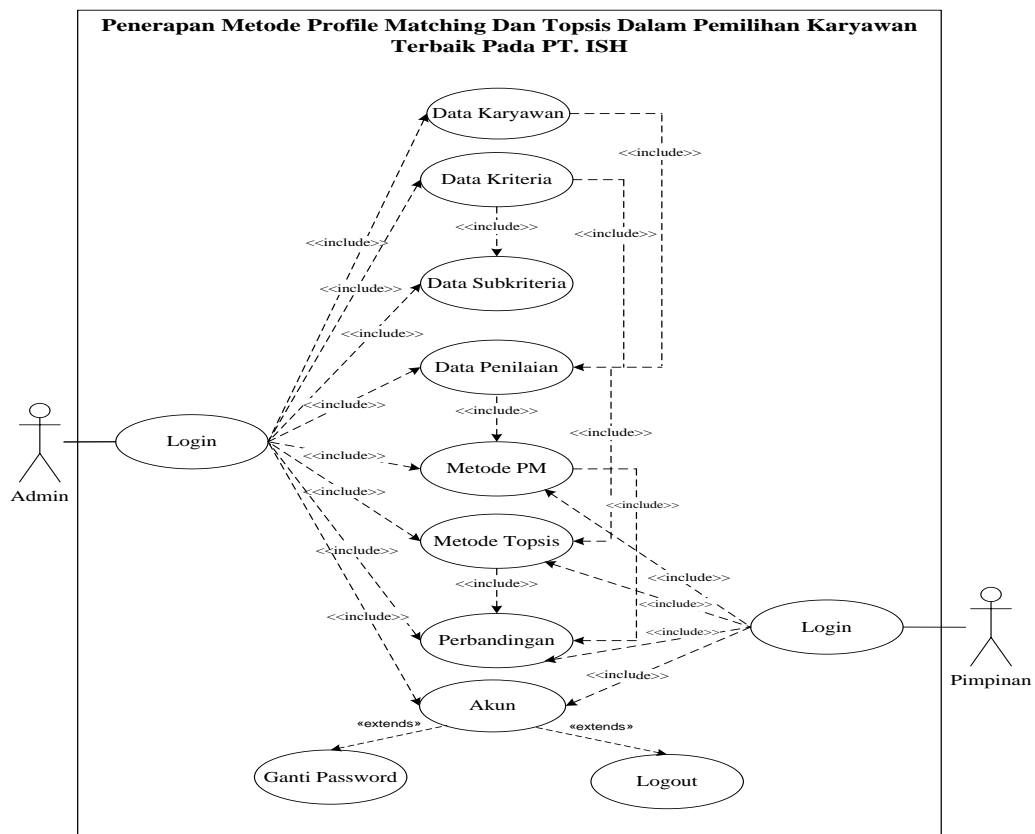 Penerapan Metode Profile Matching Dan Topsis Dalam Pemilihan Karyawan
Terbaik Pada PT. ISH
Data Karyawan
<<include>>
Data Kriteria
<<include>>
<<include>>
<<include>>
<<include>>
Data Subkriteria
<<include>>
Data Penilaian
<<include>>
<<include>>
<<include>>
Admin
Login
<<include>>
Metode PM
<<include>>
<<include>>
<<include>>
Metode Topsis
<<include>>
<<include>>
<<include>>
<<include>>
<<include>>
Perbandingan
<<include>>
Login
Pimpinan
<<include>>
Akun
«extends»
«extends»
Ganti Password
Logout